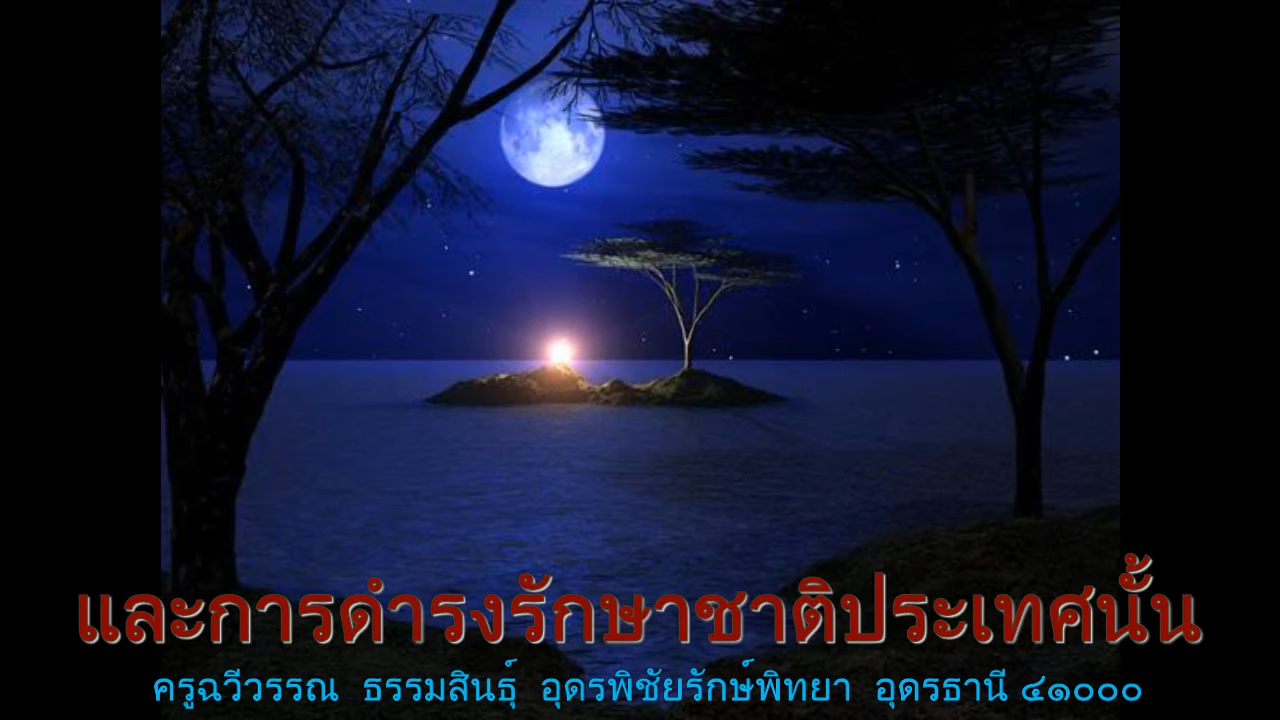 และการดำรงรักษาชาติประเทศนั้น
ครูฉวีวรรณ ธรรมสินธุ์ อุดรพิชัยรักษ์พิทยา อุดรธานี ๔๑๐๐๐